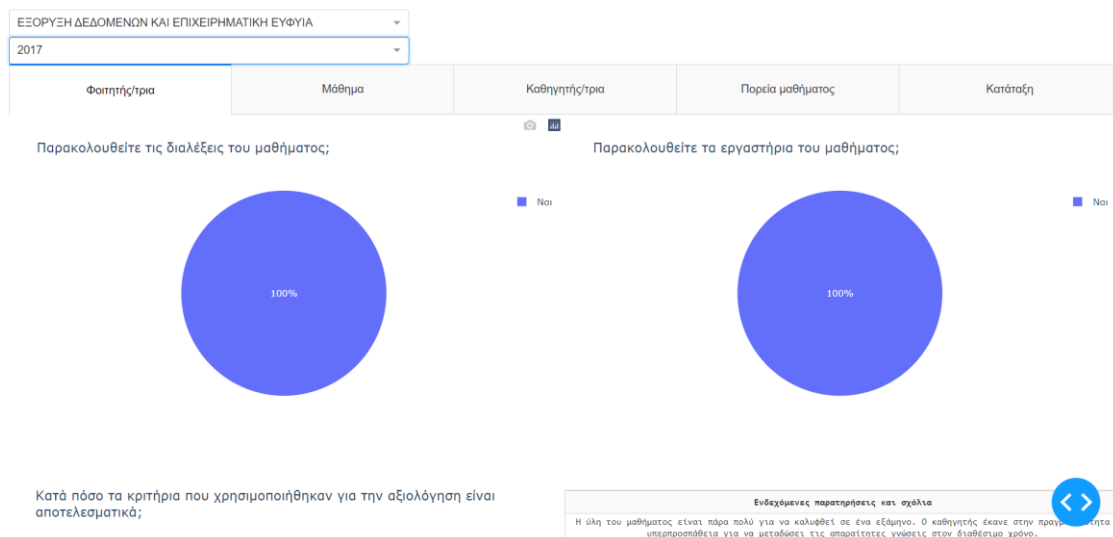 ΕΞΟΡΥΞΗ ΔΕΔΟΜΕΝΩΝ ΚΑΙ ΕΠΙΧΕΙΡΗΜΑΤΙΚΗ ΕΥΦΥΙΑ
2017
Φοιτητής/τρια
Μάθημα
Καθηγητής/τρια
Πορεία μαθήματος
Κατάταξη
Παρακολουθείτε τις διαλέξεις του μαθήματος;
Ναι
100%
Παρακολουθείτε τα εργαστήρια του μαθήματος;
Ναι
100%
Κατά πόσο τα κριτήρια που χρησιμοποιήθηκαν για την αξιολόγηση είναι
αποτελεσματικά;
Ενδεχόμενες παρατηρήσεις και σχόλια
Η ύλη του μαθήματος είναι πάρα πολύ για να καλυφθεί σε ένα εξάμηνο. Ο καθηγητής έκανε στην
υπερπροσπάθεια για να μεταδώσει τις απαραίτητες γνώσεις στον διαθέσιμο χρόνο.